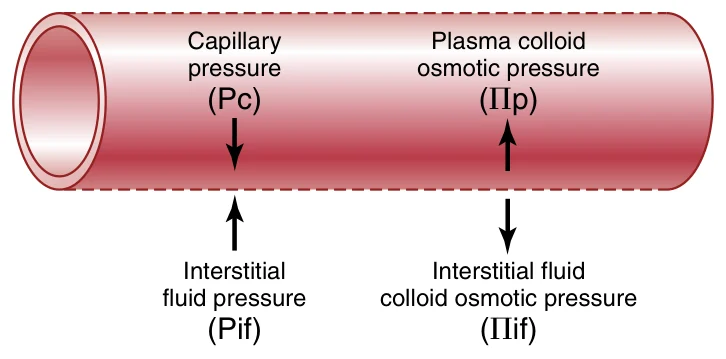 Capillary
pressure
(Pc)
Plasma colloid
osmotic pressure
(Πp)
Interstitial
fluid pressure
(Pif)
Interstitial fluid
colloid osmotic pressure
(Πif)